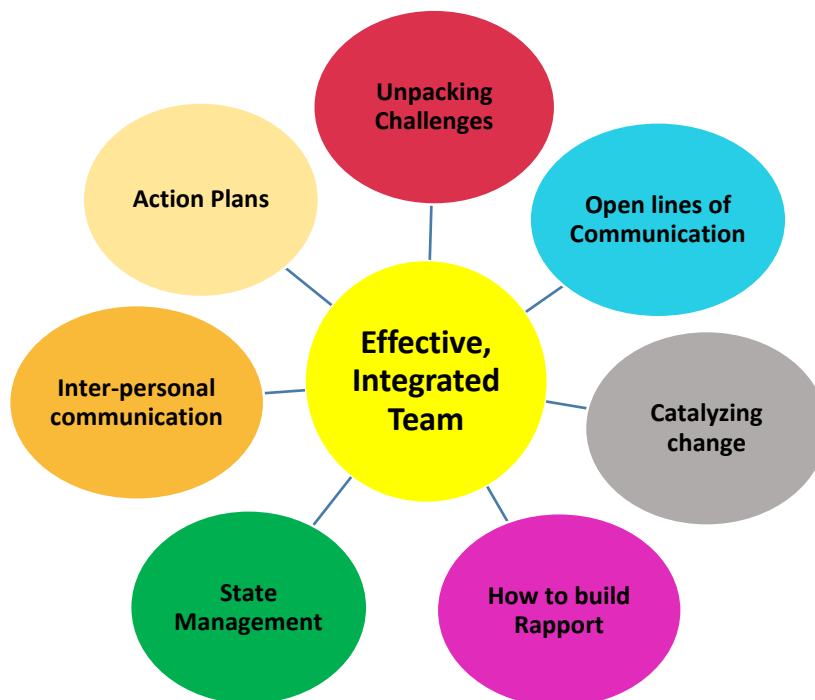 Unpacking
Challenges
Open lines of
Communication
Action Plans
Effective,
Integrated
Team
Inter-personal
communication
Catalyzing
change
State
Management
How to build
Rapport